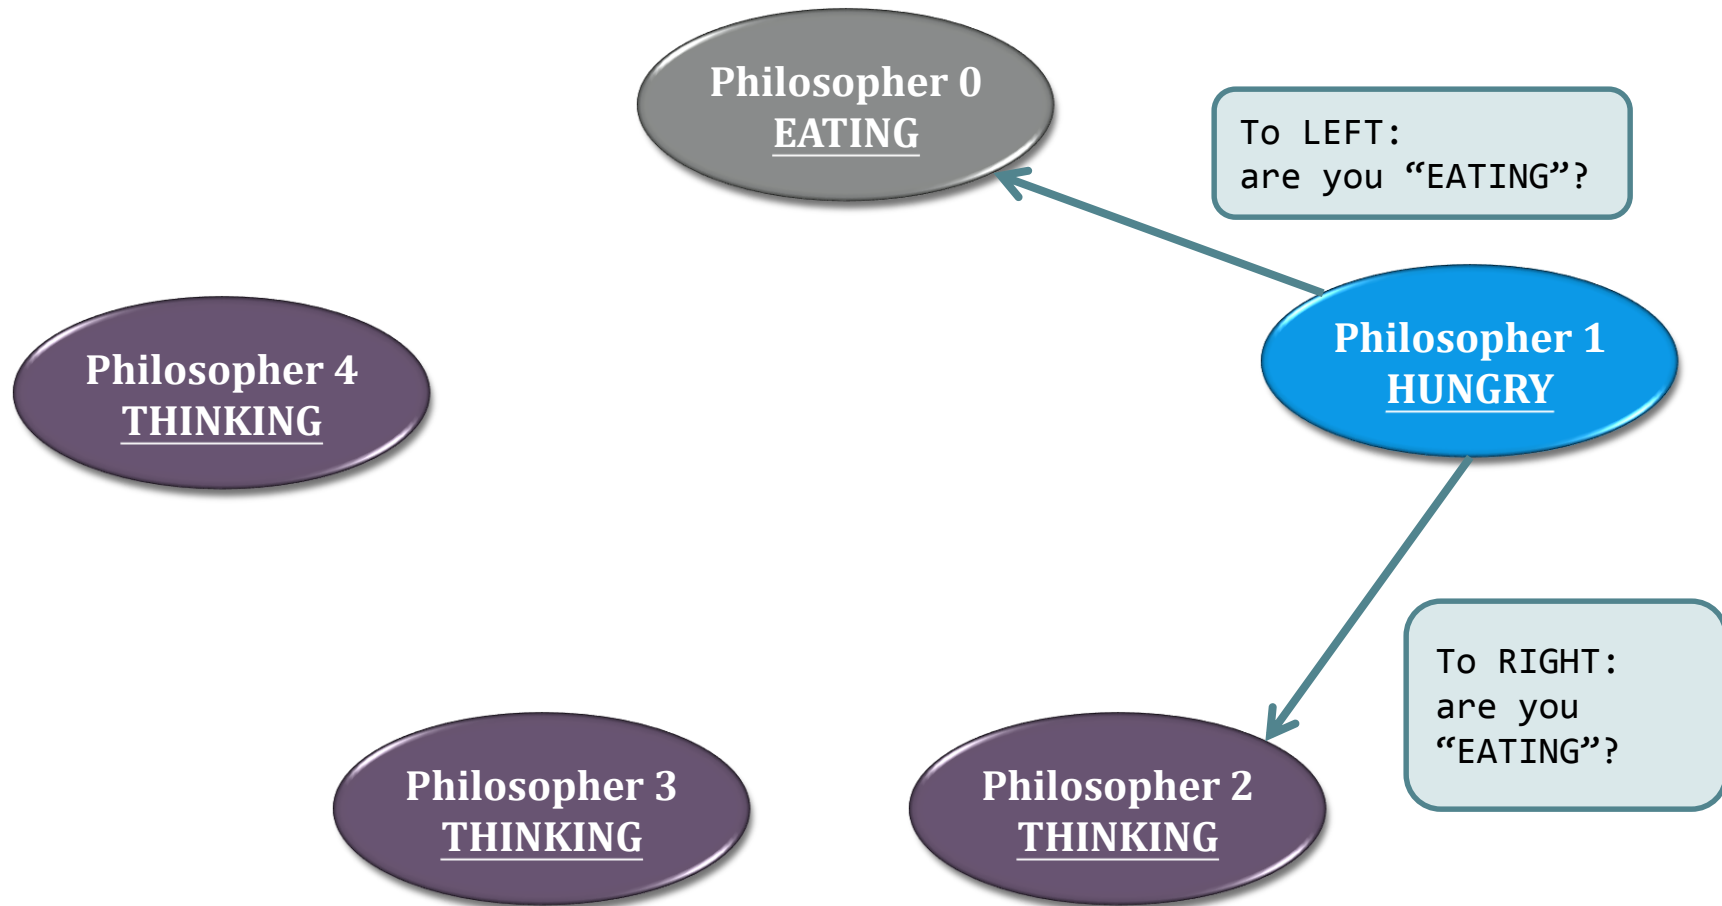 Philosopher 0
EATING
To LEFT:
are you “EATING”?
Philosopher 1
HUNGRY
Philosopher 4
THINKING
To RIGHT:
are you
“EATING”?
Philosopher 3
THINKING
Philosopher 2
THINKING